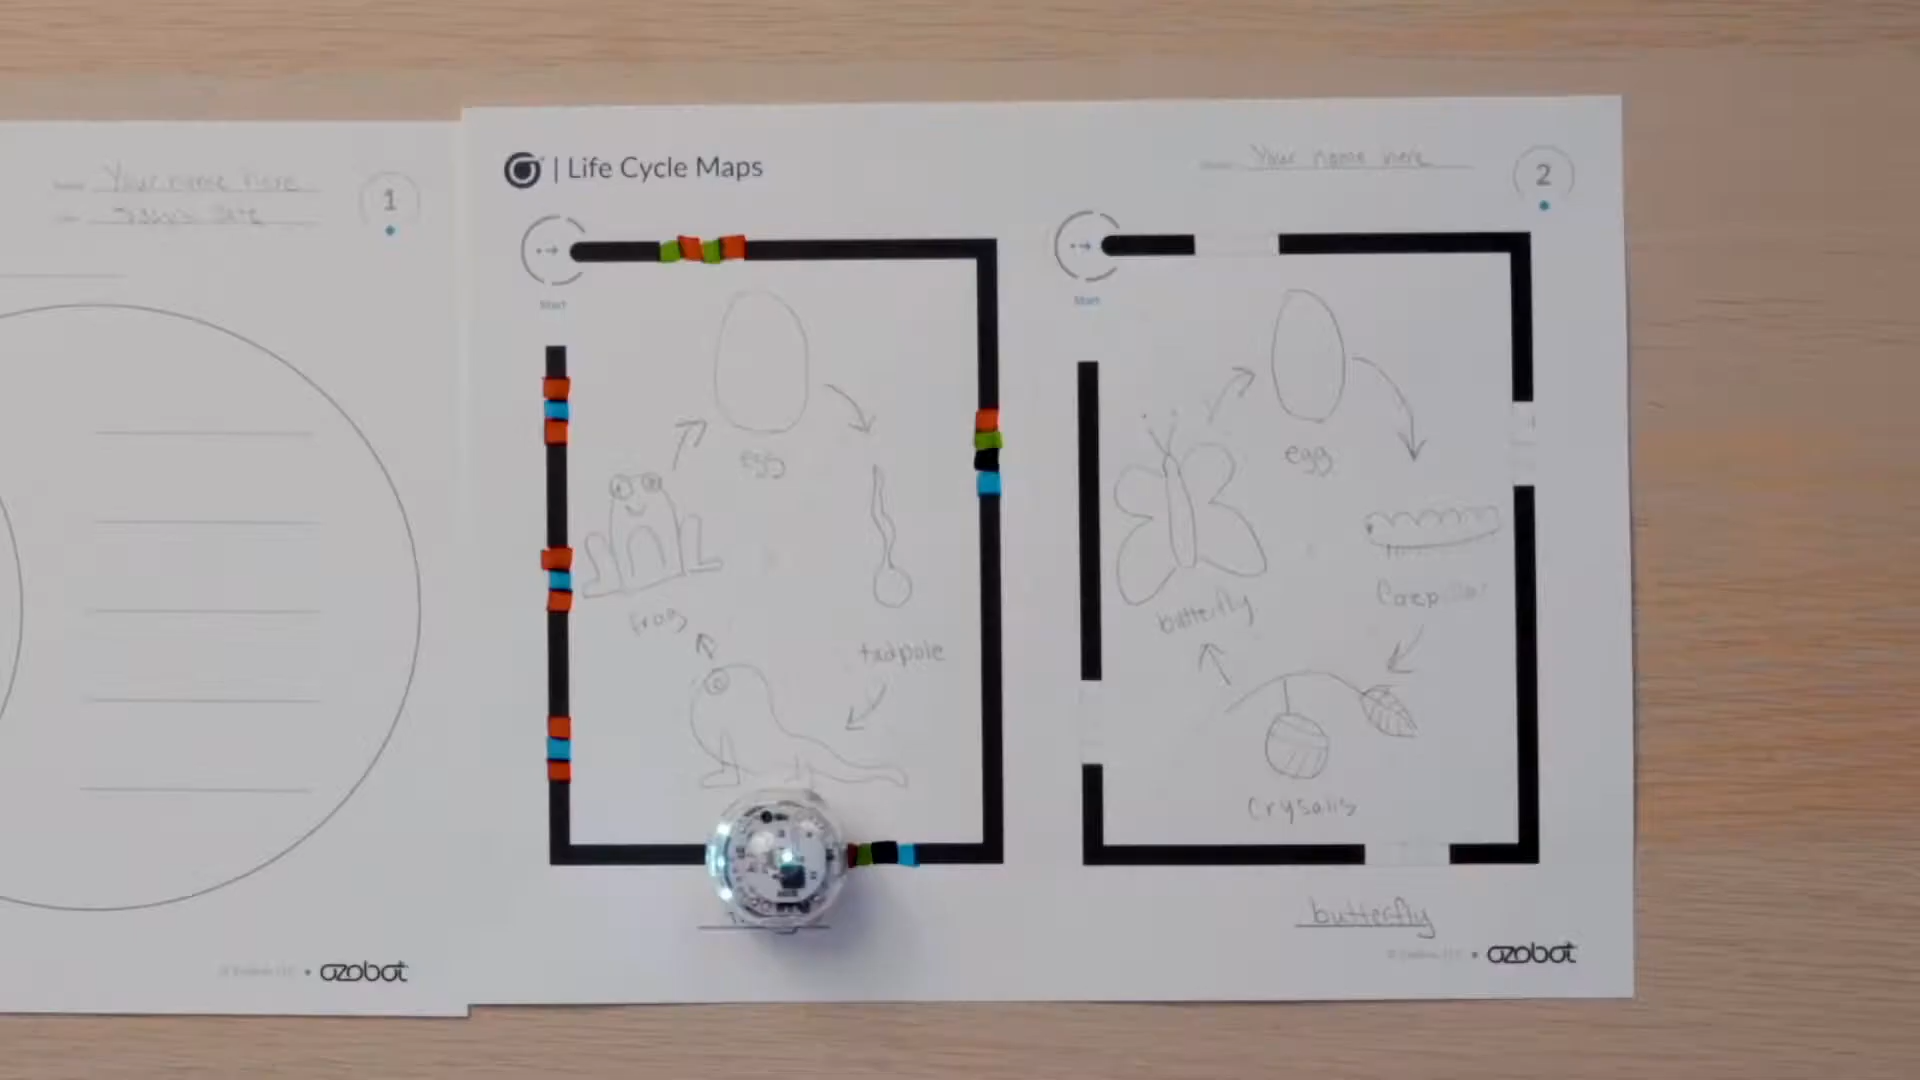 Your name here
1
ozobot
Life Cycle Maps
Your name here
2
Start
egg
frog
tadpole
Start
egg
butterfly
Crysalis
butterfly
ozobot